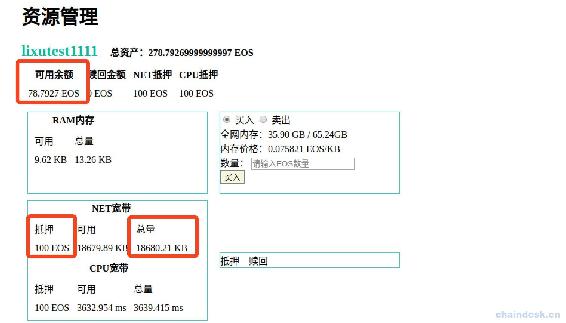 资源管理
lixutest1111 总资产：278.79269999999997 EOS
可用余额 赎回金额 NET抵押 CPU抵押
78.7927 EOS 0 EOS 100 EOS 100 EOS
RAM内存
可用 总量
9.62 KB 13.26 KB
买入 卖出
全网内存：35.90 GB / 65.24GB
内存价格：0.075821 EOS/KB
数量： 请输入EOS数量
买入
NET宽带
抵押 可用 总量
100 EOS 18679.89 KB 18680.21 KB
CPU宽带
抵押 可用 总量
100 EOS 3632.954 ms 3639.415 ms
抵押 赎回
chaindesk.cn